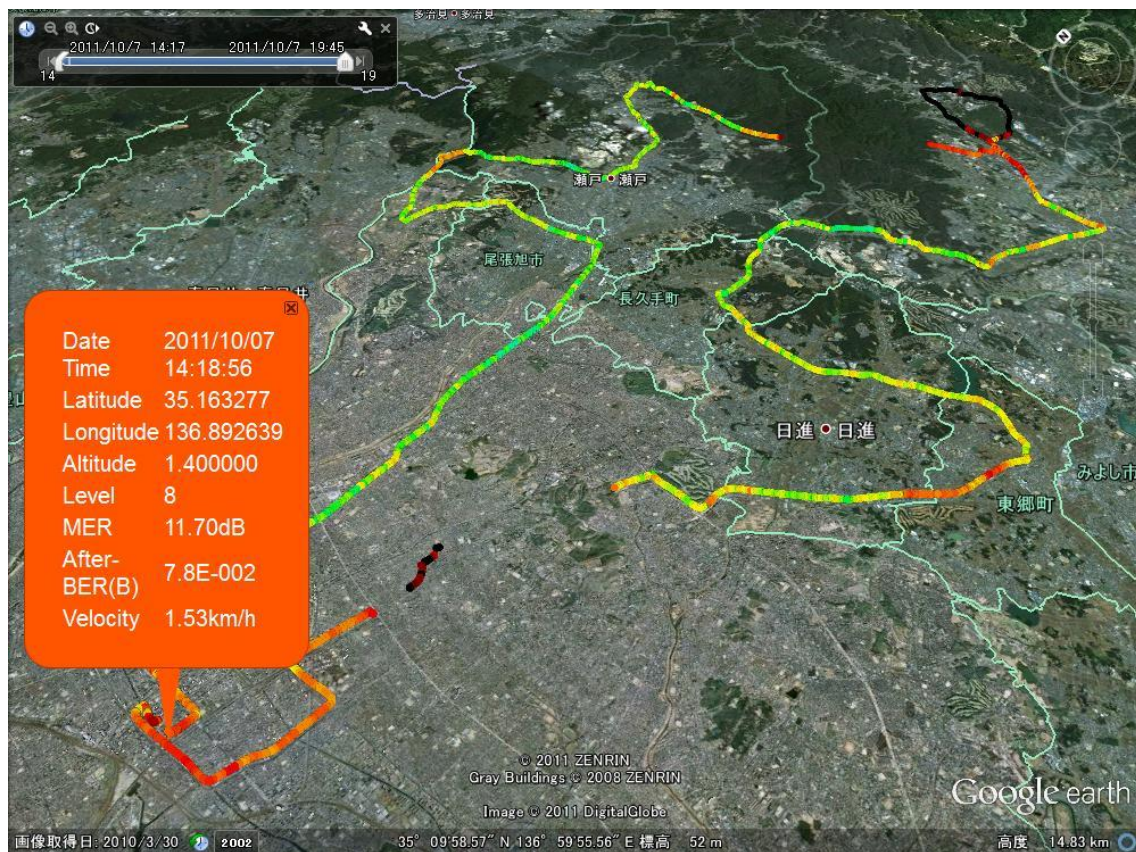 多治見 多治見
2011/10/7 14:17 2011/10/7 19:45
14 19
N
瀬戸 瀬戸
尾張旭市
長久手町
Date 2011/10/07
Time 14:18:56
Latitude 35.163277
Longitude 136.892639
Altitude 1.400000
Level 8
MER 11.70dB
After-
BER(B) 7.8E-002
Velocity 1.53km/h
日進 日進
みよし市
東郷町
© 2011 ZENRIN
Gray Buildings © 2008 ZENRIN
Image © 2011 DigitalGlobe
Google earth
画像取得日: 2010/3/30 2002 35° 09'58.57" N 136° 59'55.56" E 標高 52 m 高度 14.83 km